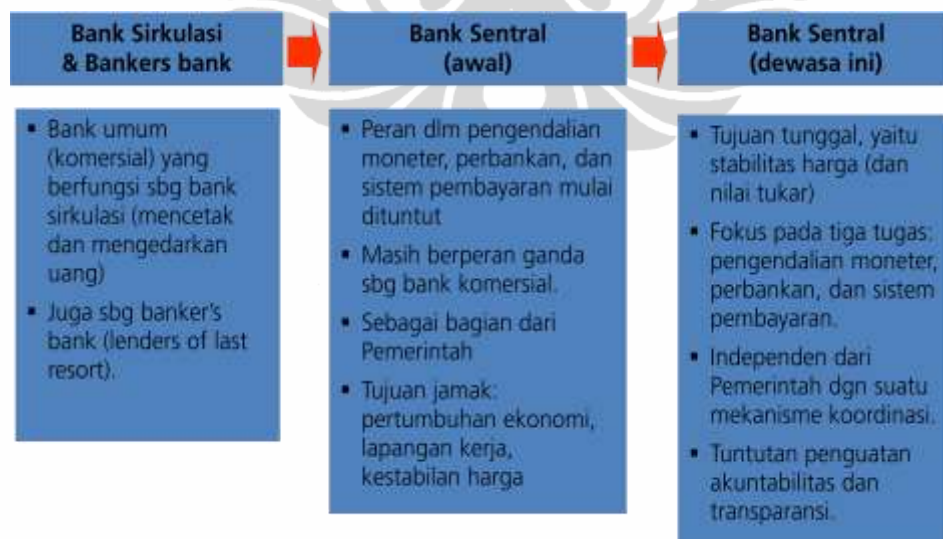 Bank Sirkulasi
& Bankers bank
▪ Bank umum
(komersial) yang
berfungsi sbg bank
sirkulasi (mencetak
dan mengedarkan
uang)
▪ Juga sbg banker's
bank (lenders of last
resort).
Bank Sentral
(awal)
▪ Peran dlm pengendalian
moneter, perbankan, dan
sistem pembayaran mulai
dituntut
▪ Masih berperan ganda
sbg bank komersial.
▪ Sebagai bagian dari
Pemerintah
▪ Tujuan jamak:
pertumbuhan ekonomi,
lapangan kerja,
kestabilan harga
Bank Sentral
(dewasa ini)
▪ Tujuan tunggal, yaitu
stabilitas harga (dan
nilai tukar)
▪ Fokus pada tiga tugas:
pengendalian moneter,
perbankan, dan sistem
pembayaran.
▪ Independen dari
Pemerintah dgn suatu
mekanisme koordinasi.
▪ Tuntutan penguatan
akuntabilitas dan
transparansi.